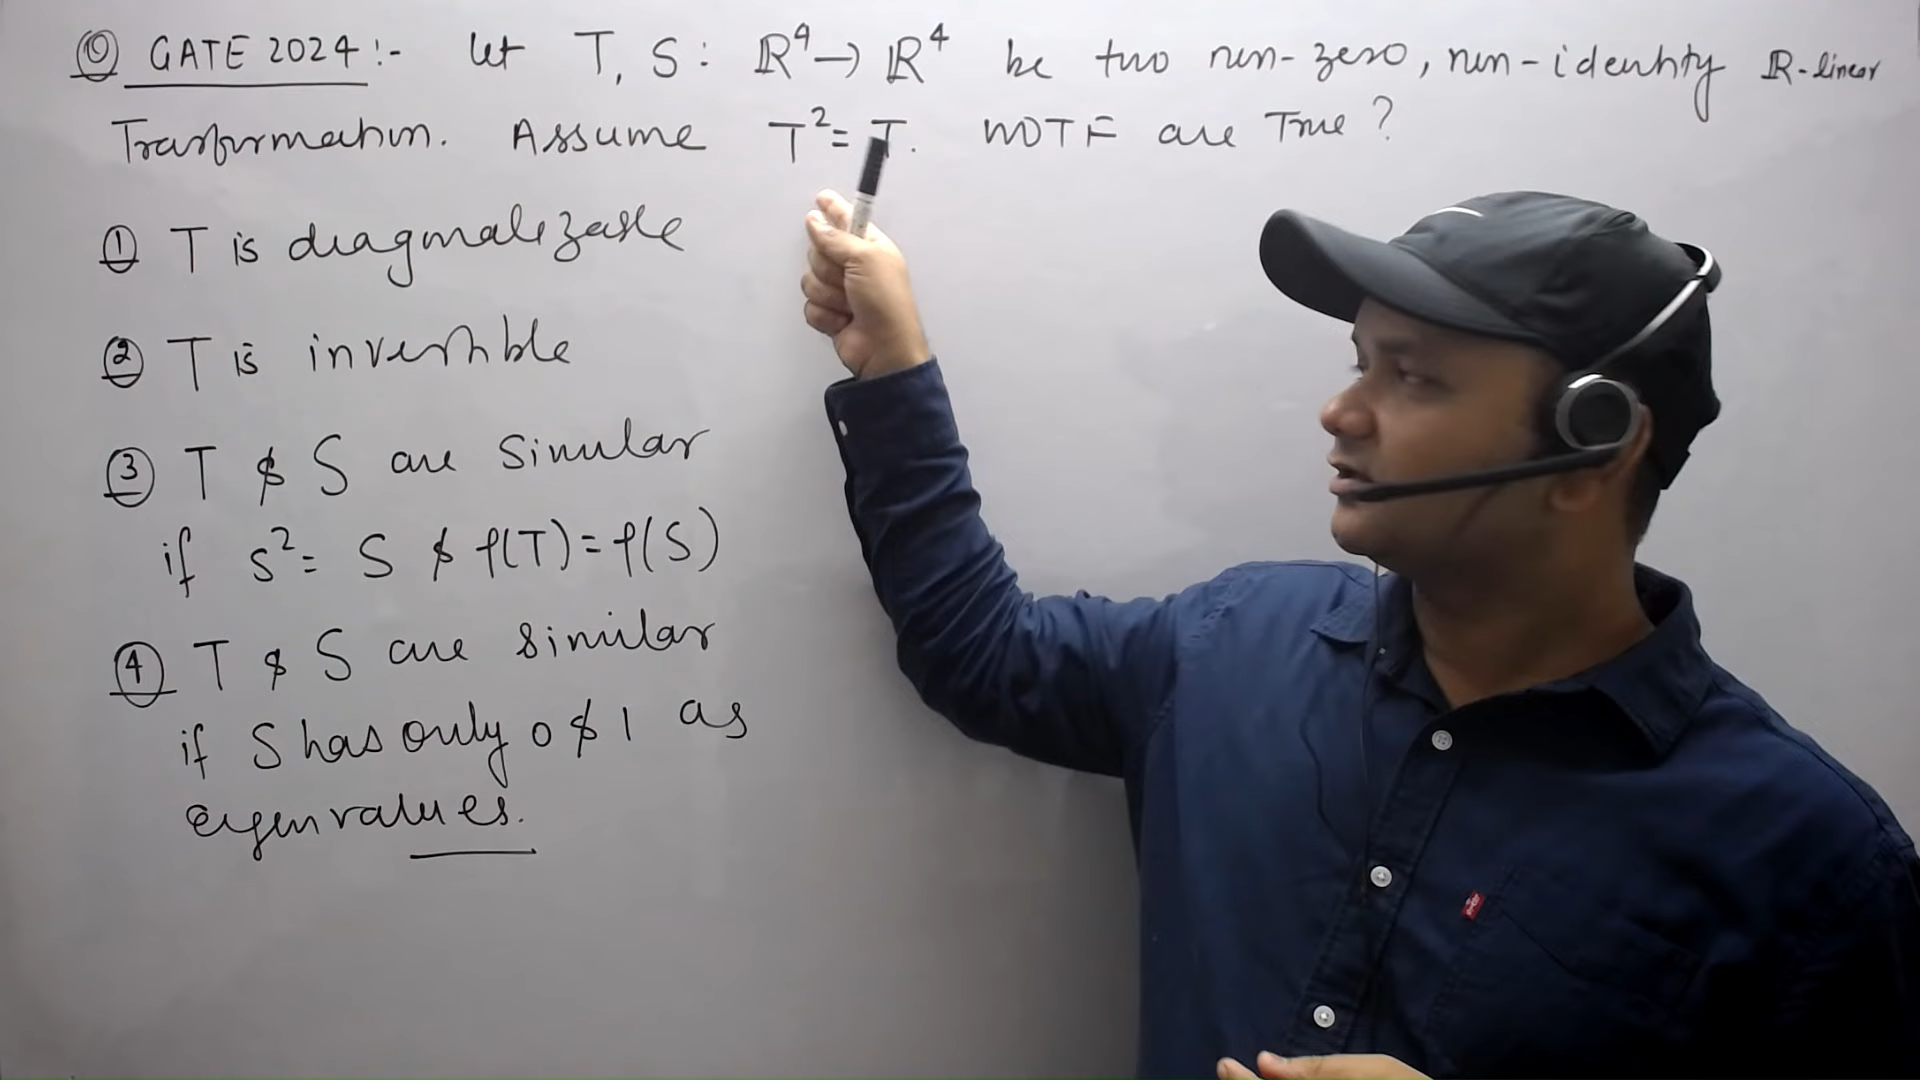 Q GATE 2024:- let T, S: ℝ⁴→ℝ⁴ be two non-zero, non-identity ℝ-linear
Trasformation. Assume T²=T. WOTF are True?
① T is diagonalizable
② T is invertible
③ T & S are similar
if S²= S & ρ(T)=ρ(S)
④ T & S are similar
if S has only 0 & 1 as
eigenvalues.